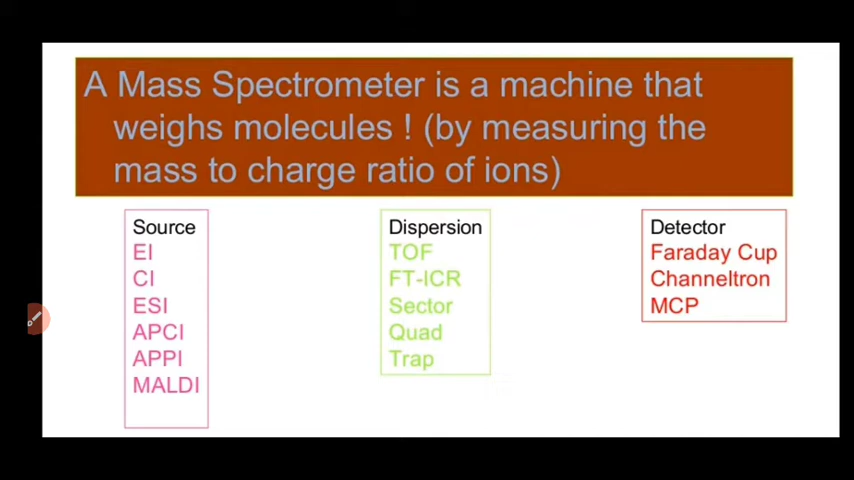 A Mass Spectrometer is a machine that
weighs molecules ! (by measuring the
mass to charge ratio of ions)
Source
EI
CI
ESI
APCI
APPI
MALDI
Dispersion
TOF
FT-ICR
Sector
Quad
Trap
Detector
Faraday Cup
Channeltron
MCP